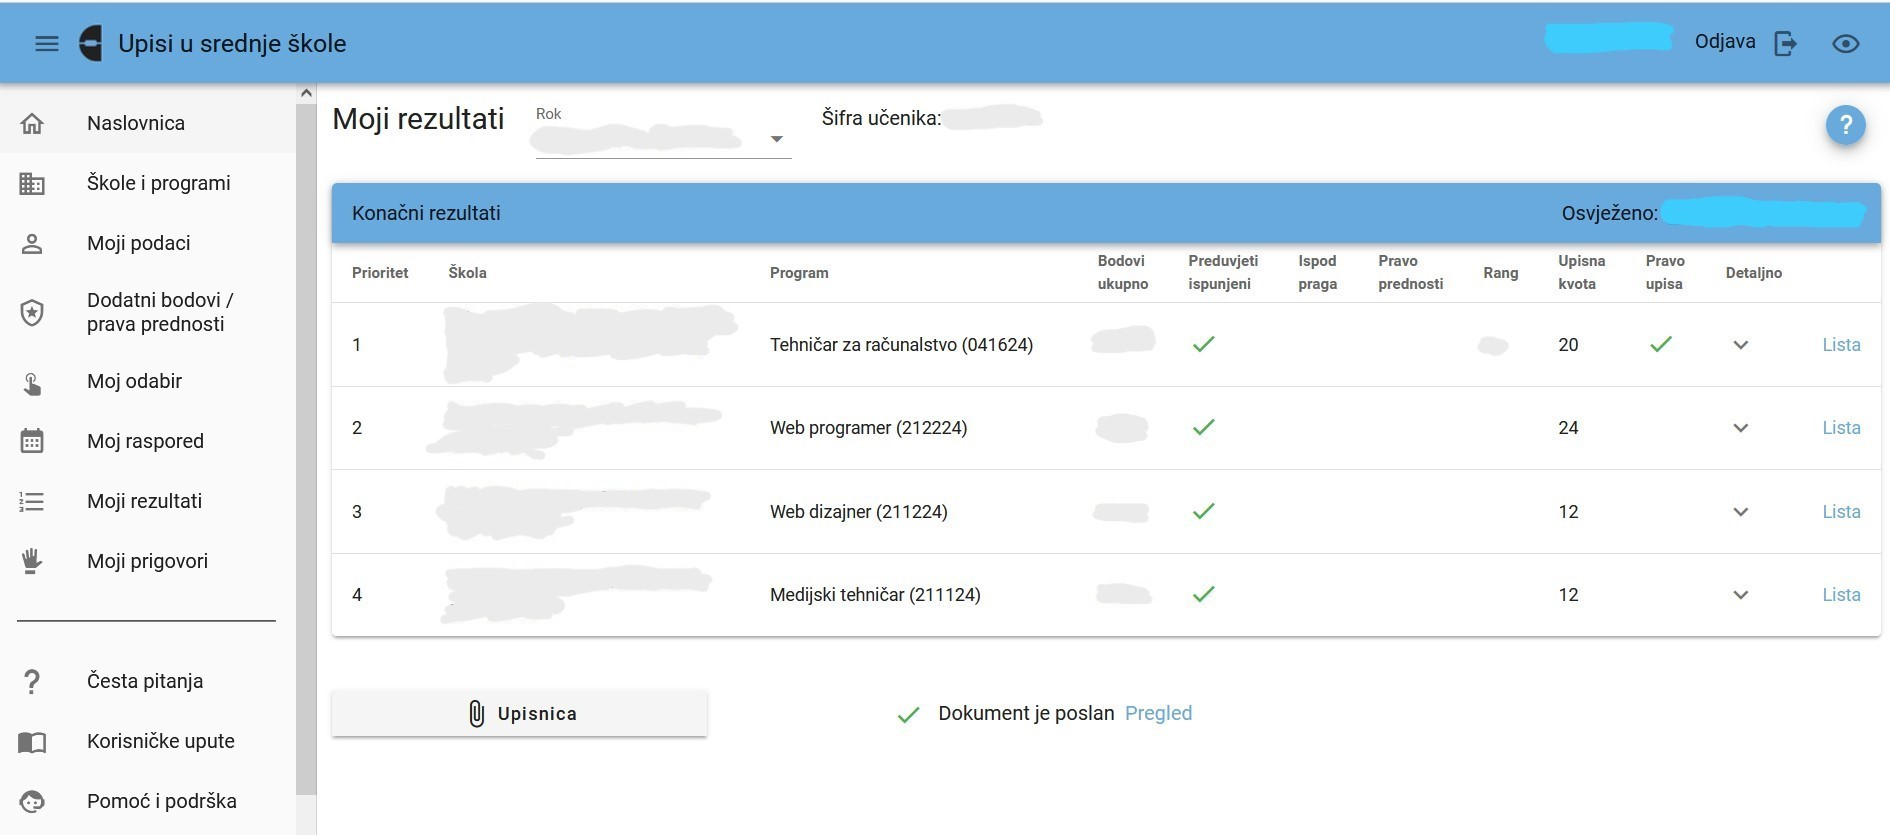 Upisi u srednje škole
Odjava
Naslovnica
Škole i programi
Moji podaci
Dodatni bodovi /
prava prednosti
Moj odabir
Moj raspored
Moji rezultati
Moji prigovori
Česta pitanja
Korisničke upute
Pomoć i podrška
Moji rezultati
Rok
Šifra učenika:
?
Konačni rezultati
Osvježeno:
Prioritet Škola Program Bodovi ukupno Preduvjeti ispunjeni Ispod praga Pravo prednosti Rang Upisna kvota Pravo upisa Detaljno
1 Tehničar za računalstvo (041624) 20 Lista
2 Web programer (212224) 24 Lista
3 Web dizajner (211224) 12 Lista
4 Medijski tehničar (211124) 12 Lista
Upisnica
Dokument je poslan Pregled